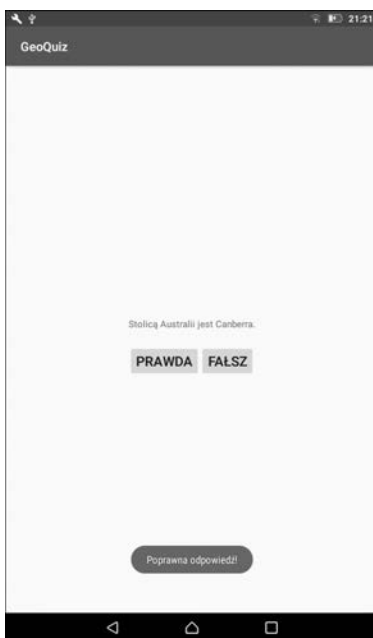 21:21
GeoQuiz
Stolicą Australii jest Canberra.
PRAWDA FAŁSZ
Poprawna odpowiedź!